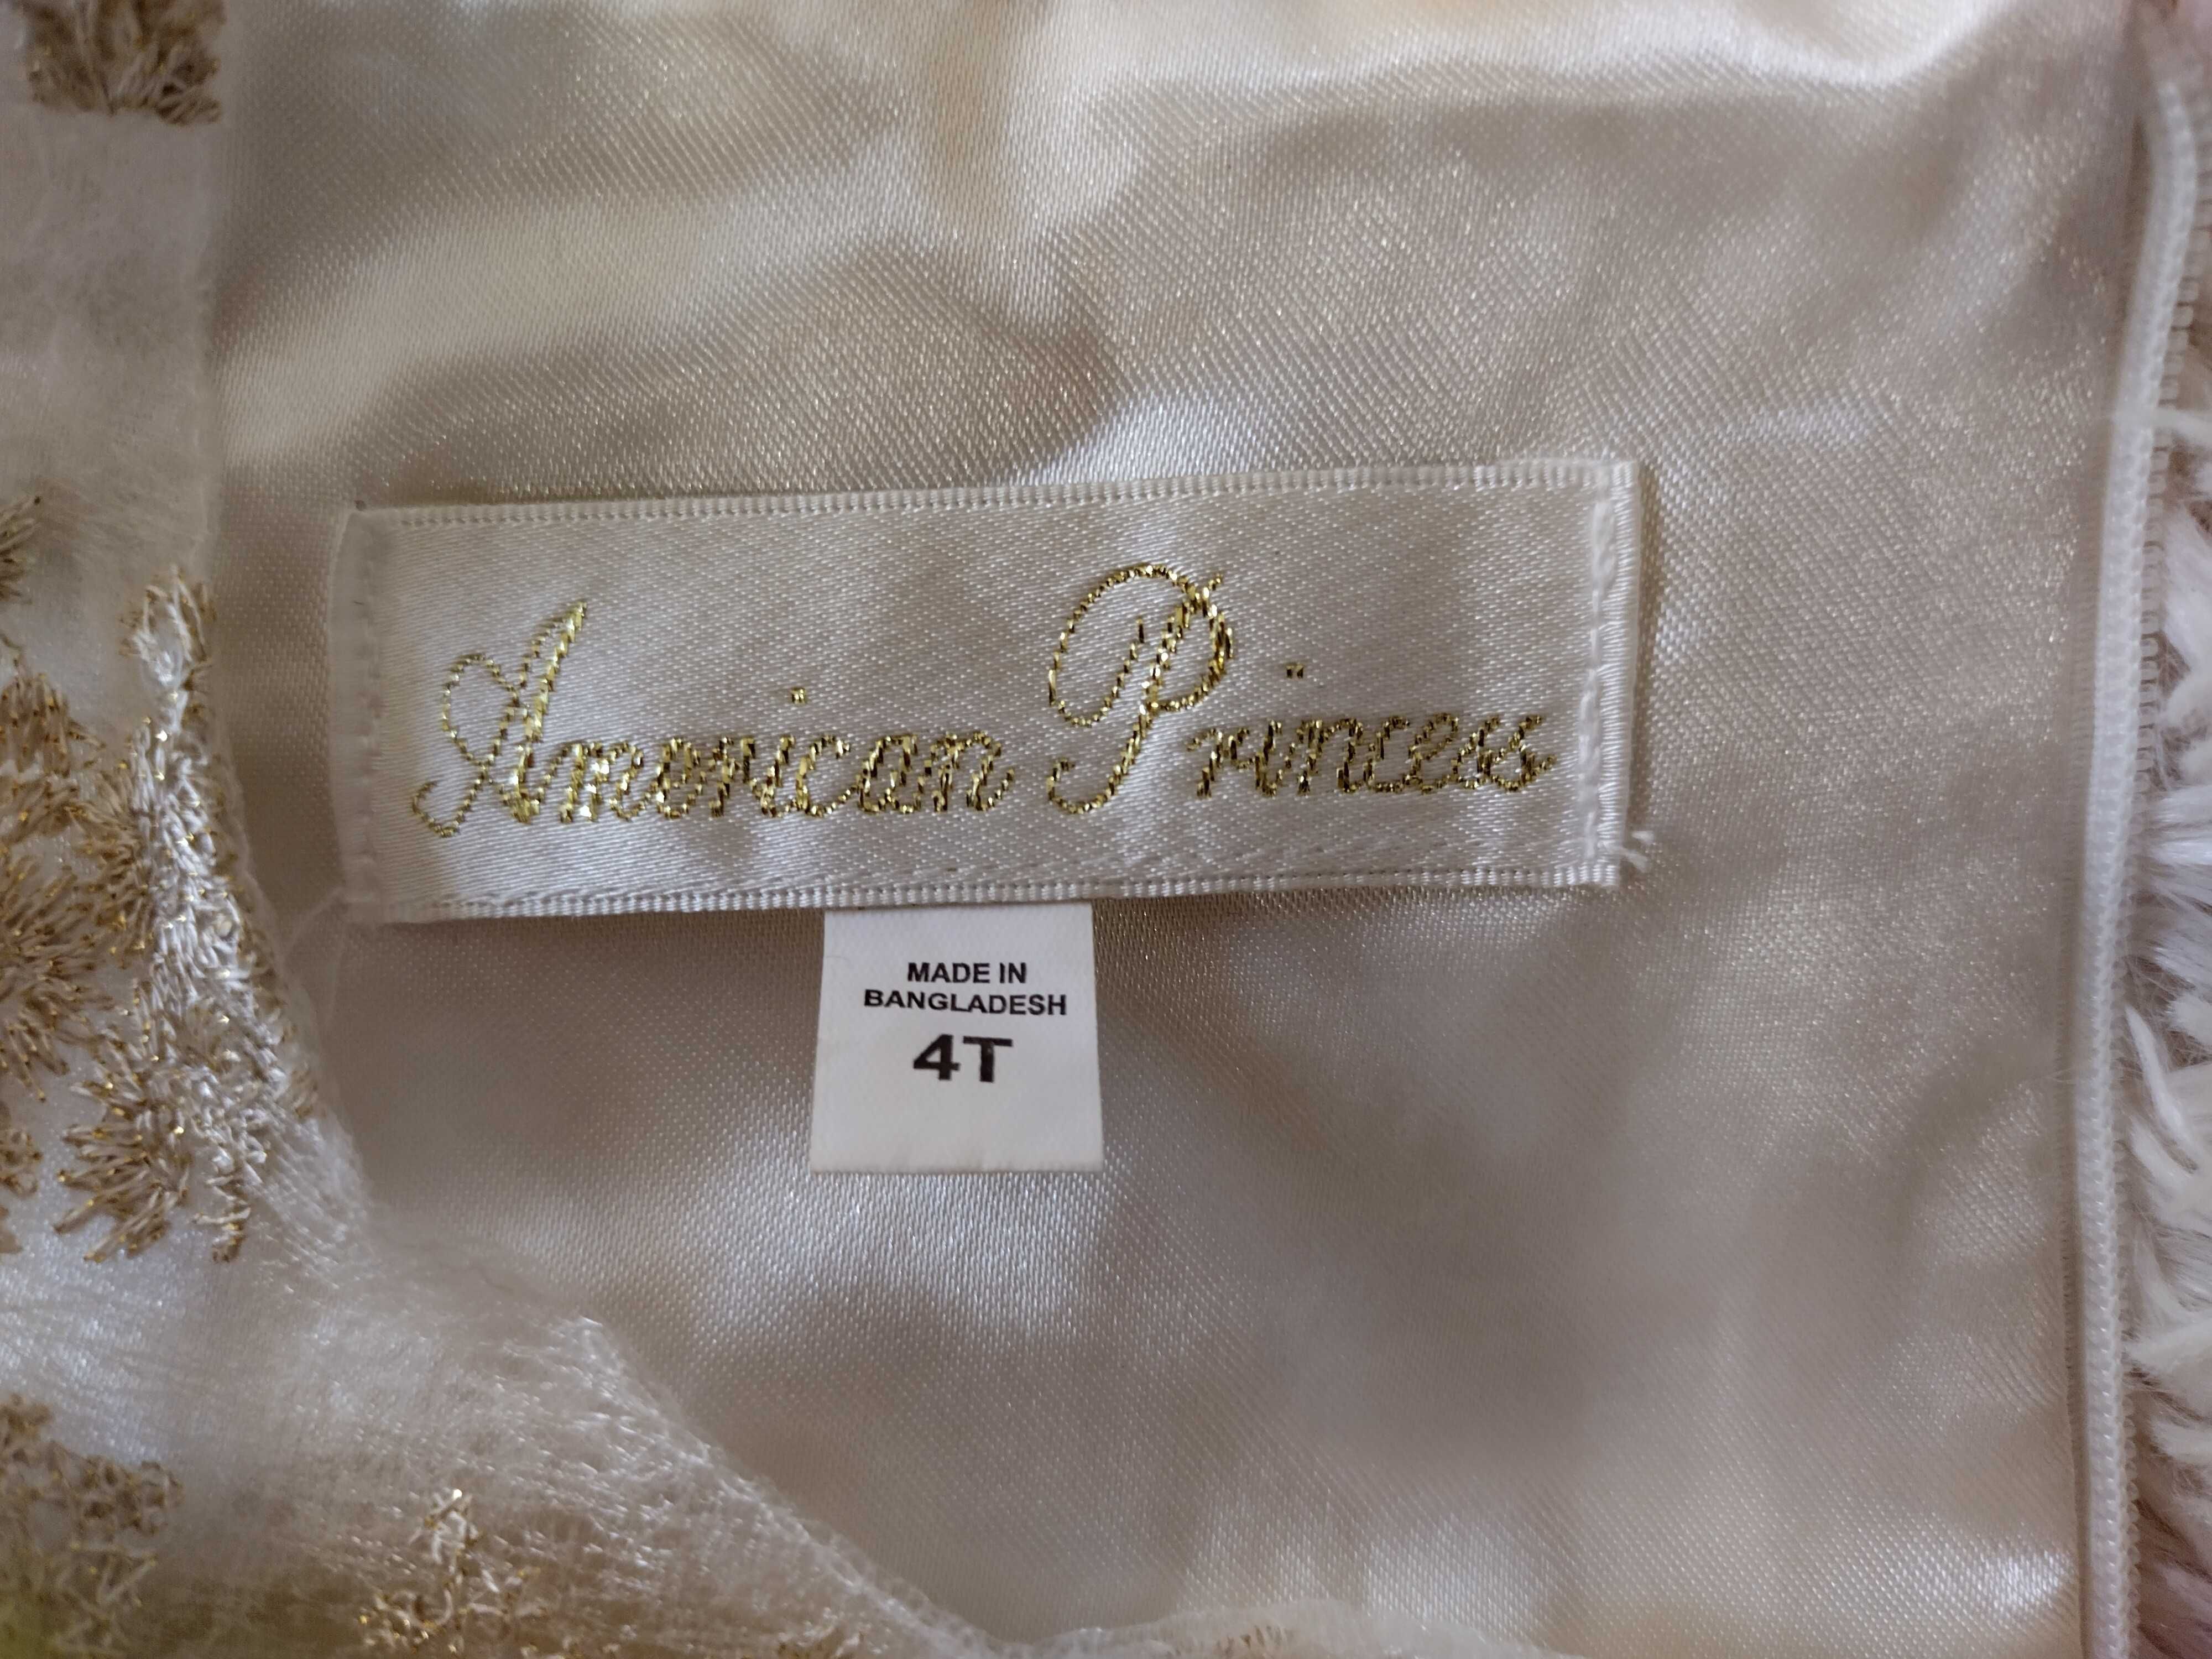 American Princess
MADE IN
BANGLADESH
4T